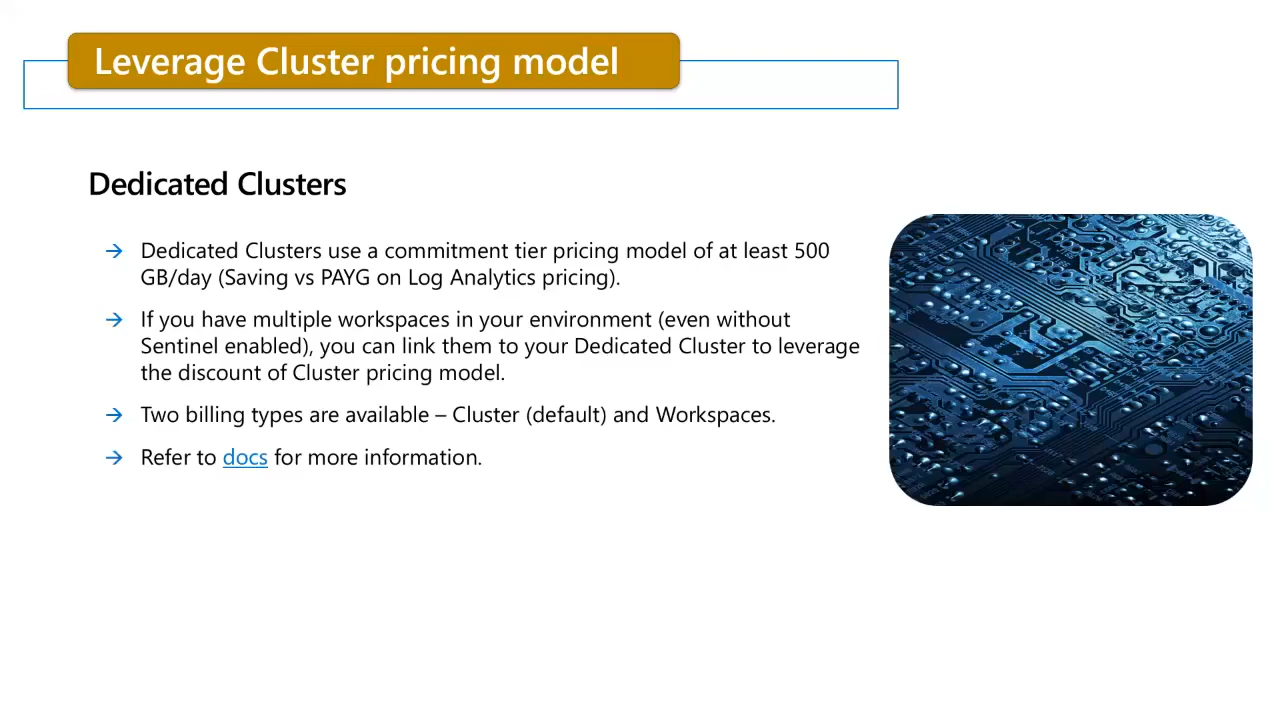 Leverage Cluster pricing model
Dedicated Clusters
→ Dedicated Clusters use a commitment tier pricing model of at least 500
GB/day (Saving vs PAYG on Log Analytics pricing).
→ If you have multiple workspaces in your environment (even without
Sentinel enabled), you can link them to your Dedicated Cluster to leverage
the discount of Cluster pricing model.
→ Two billing types are available – Cluster (default) and Workspaces.
→ Refer to docs for more information.